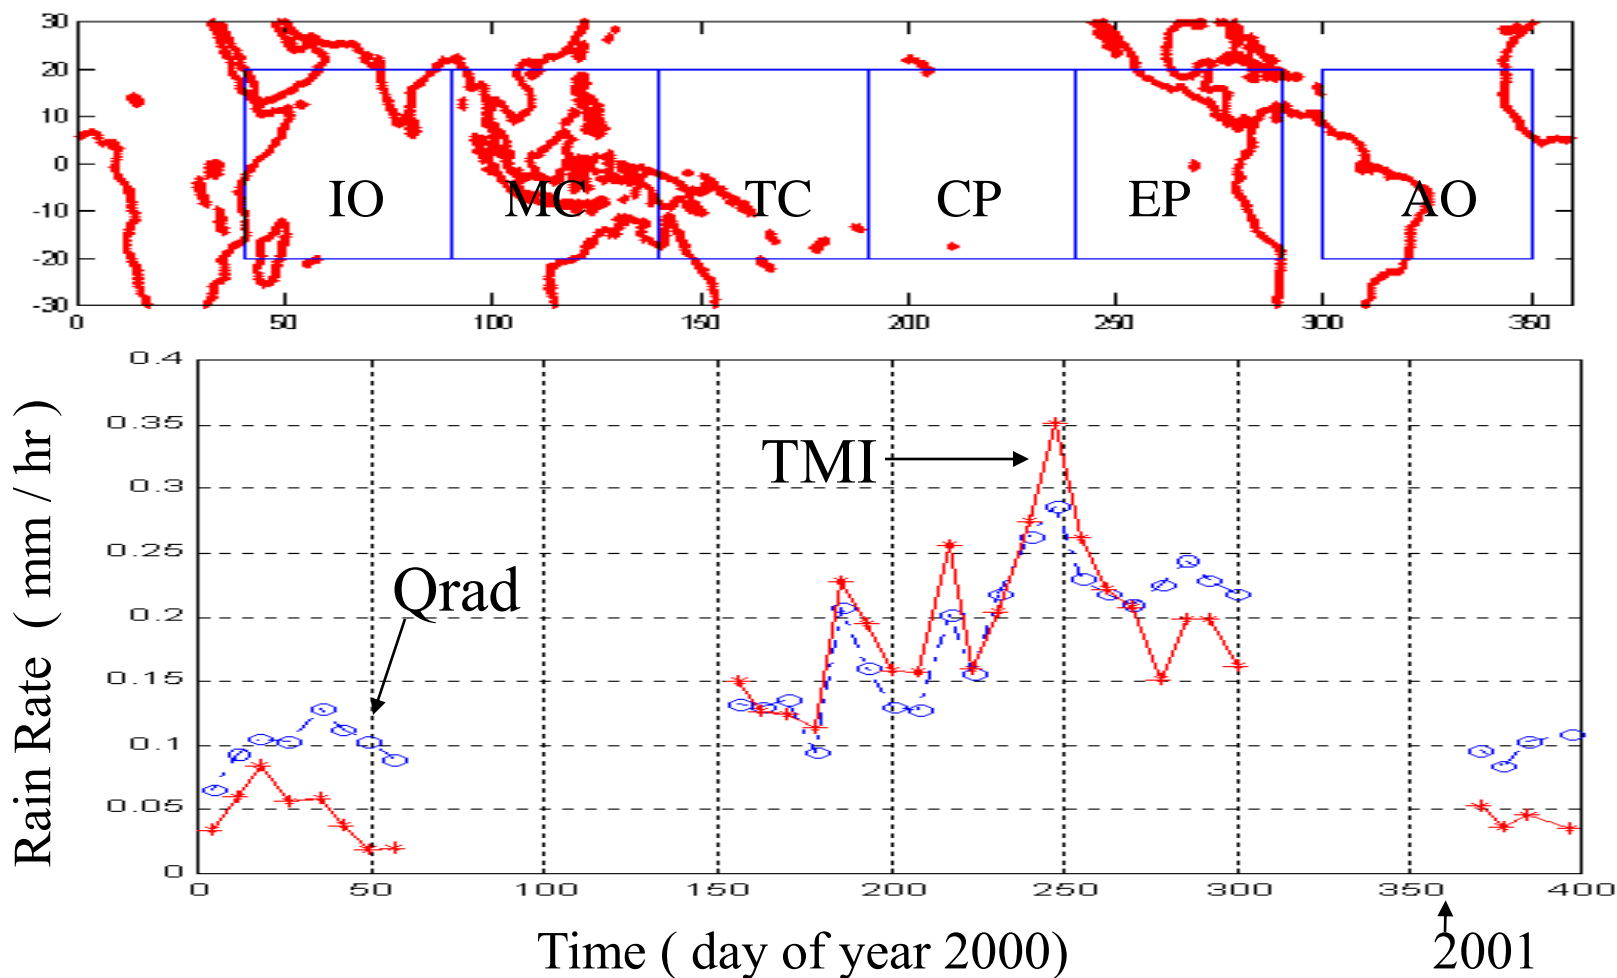 30
20
10
0
-10
-20
-30
IO MC TC CP EP AO
0 50 100 150 200 250 300 350
Rain Rate ( mm / hr )
0.4
0.35
0.3
0.25
0.2
0.15
0.1
0.05
0
TMI
Qrad
0 50 100 150 200 250 300 350 400
Time ( day of year 2000) 2001